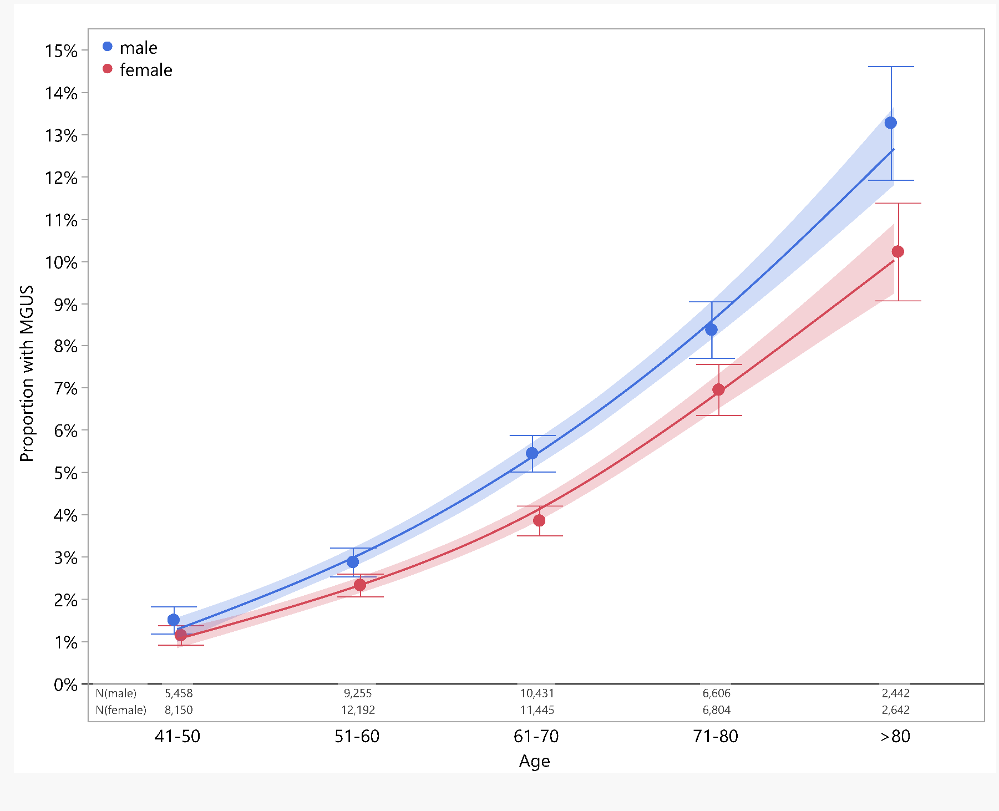 male
female
15%
14%
13%
12%
11%
10%
9%
8%
7%
6%
5%
4%
3%
2%
1%
0%
Proportion with MGUS
N(male) 5,458 9,255 10,431 6,606 2,442
N(female) 8,150 12,192 11,445 6,804 2,642
41-50 51-60 61-70 71-80 >80
Age